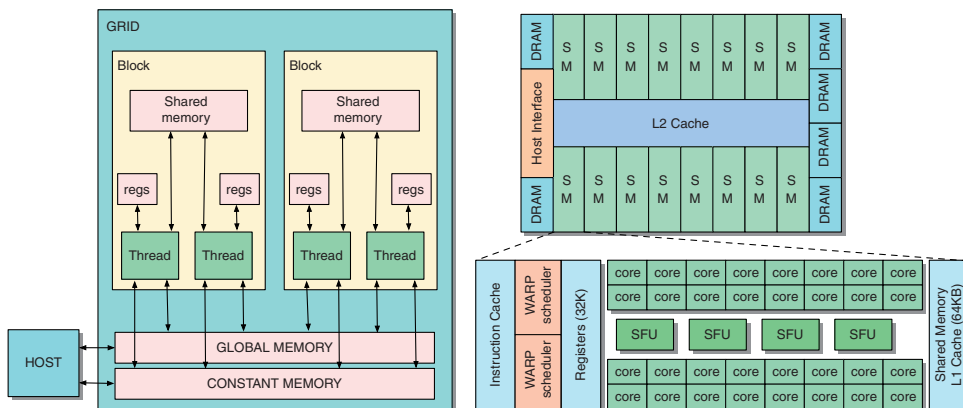 GRID
Block
Shared
memory
regs
regs
Thread
Thread
Block
Shared
memory
regs
regs
Thread
Thread
HOST
GLOBAL MEMORY
CONSTANT MEMORY
DRAM
Host Interface
DRAM
S
M
S
M
S
M
S
M
S
M
S
M
S
M
S
M
L2 Cache
S
M
S
M
S
M
S
M
S
M
S
M
S
M
S
M
DRAM
DRAM
DRAM
DRAM
Instruction Cache
WARP
scheduler
WARP
scheduler
Registers (32K)
core core core core core core core core
core core core core core core core core
SFU SFU SFU SFU
core core core core core core core core
core core core core core core core core
Shared Memory
L1 Cache (64KB)